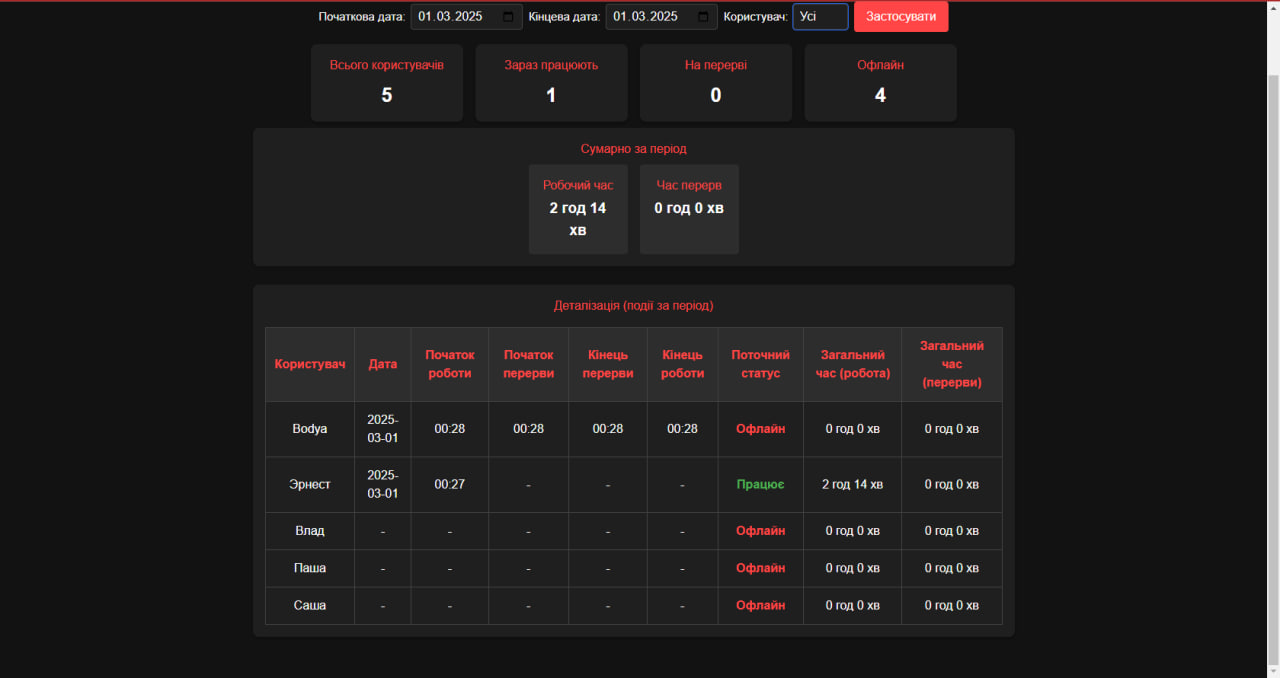 Початкова дата: 01.03.2025 Кінцева дата: 01.03.2025 Користувач: Усі Застосувати
Всього користувачів Зараз працюють На перерві Офлайн
5 1 0 4
Сумарно за період
Робочий час Час перерв
2 год 14 0 год 0 хв
хв
Деталізація (події за період)
Користувач Дата Початок роботи Початок перерви Кінець перерви Кінець роботи Поточний статус Загальний час (робота) Загальний час (перерви)
Bodya 2025-03-01 00:28 00:28 00:28 00:28 Офлайн 0 год 0 хв 0 год 0 хв
Эрнест 2025-03-01 00:27 - - - Працює 2 год 14 хв 0 год 0 хв
Влад - - - - - Офлайн 0 год 0 хв 0 год 0 хв
Паша - - - - - Офлайн 0 год 0 хв 0 год 0 хв
Саша - - - - - Офлайн 0 год 0 хв 0 год 0 хв